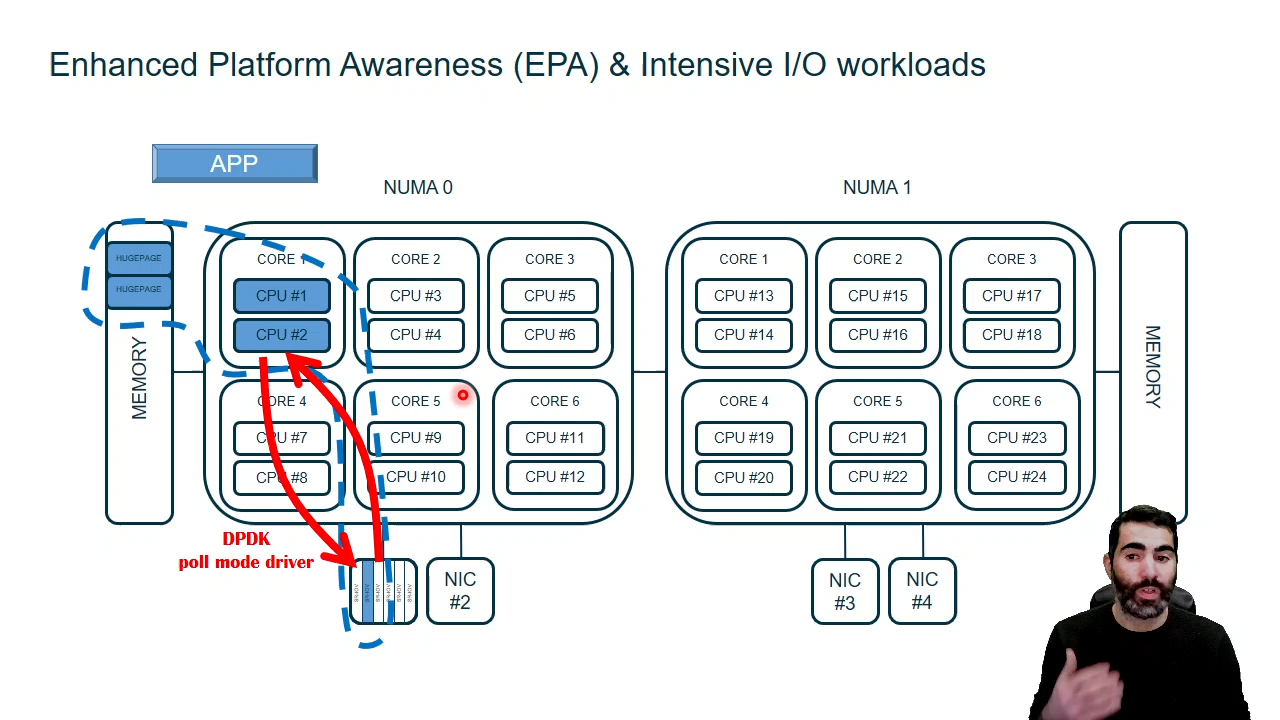 Enhanced Platform Awareness (EPA) & Intensive I/O workloads
APP
NUMA 0
NUMA 1
HUGEPAGE
HUGEPAGE
MEMORY
CORE 1
CPU #1
CPU #2
CORE 2
CPU #3
CPU #4
CORE 3
CPU #5
CPU #6
CORE 4
CPU #7
CPU #8
CORE 5
CPU #9
CPU #10
CORE 6
CPU #11
CPU #12
CORE 1
CPU #13
CPU #14
CORE 2
CPU #15
CPU #16
CORE 3
CPU #17
CPU #18
CORE 4
CPU #19
CPU #20
CORE 5
CPU #21
CPU #22
CORE 6
CPU #23
CPU #24
MEMORY
DPDK
poll mode driver
NIC
#2
NIC
#3
NIC
#4